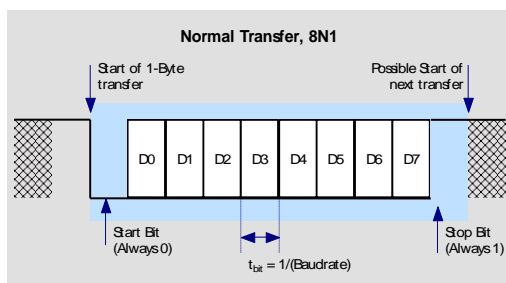 Normal Transfer, 8N1
Start of 1-Byte
transfer
Possible Start of
next transfer
D0 D1 D2 D3 D4 D5 D6 D7
Start Bit
(Always 0)
Stop Bit
(Always 1)
tbit = 1/(Baudrate)